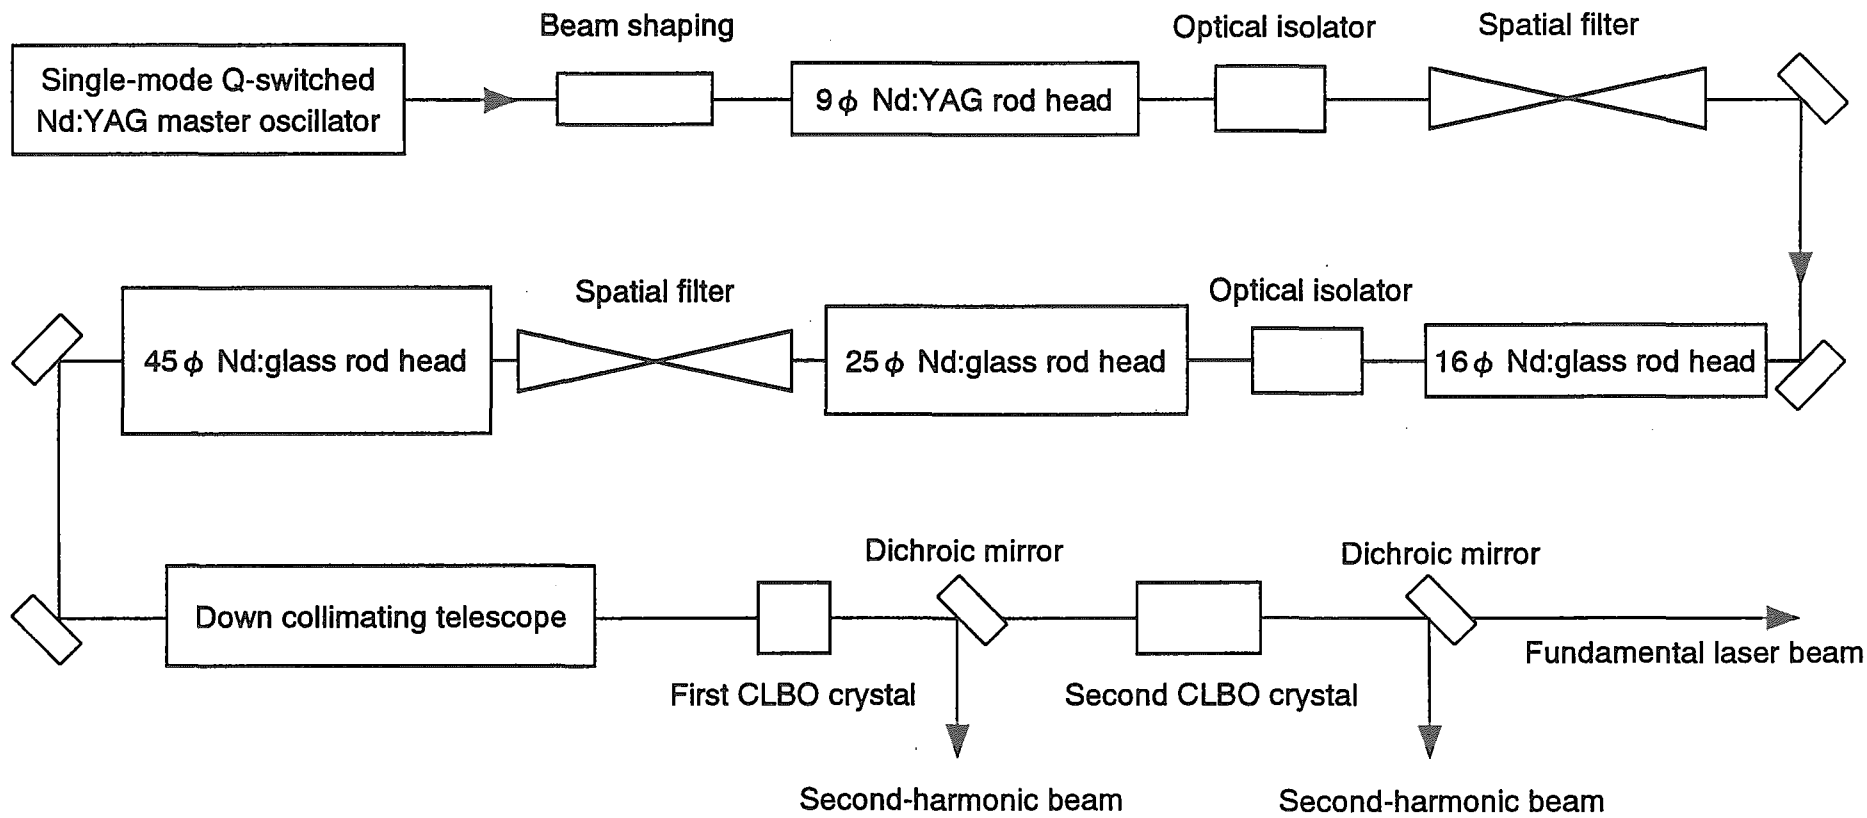 Beam shaping
Optical isolator
Spatial filter
Single-mode Q-switched
Nd:YAG master oscillator
9ϕ Nd:YAG rod head
Spatial filter
Optical isolator
45ϕ Nd:glass rod head
25ϕ Nd:glass rod head
16ϕ Nd:glass rod head
Dichroic mirror
Dichroic mirror
Down collimating telescope
Fundamental laser beam
First CLBO crystal
Second CLBO crystal
Second-harmonic beam
Second-harmonic beam